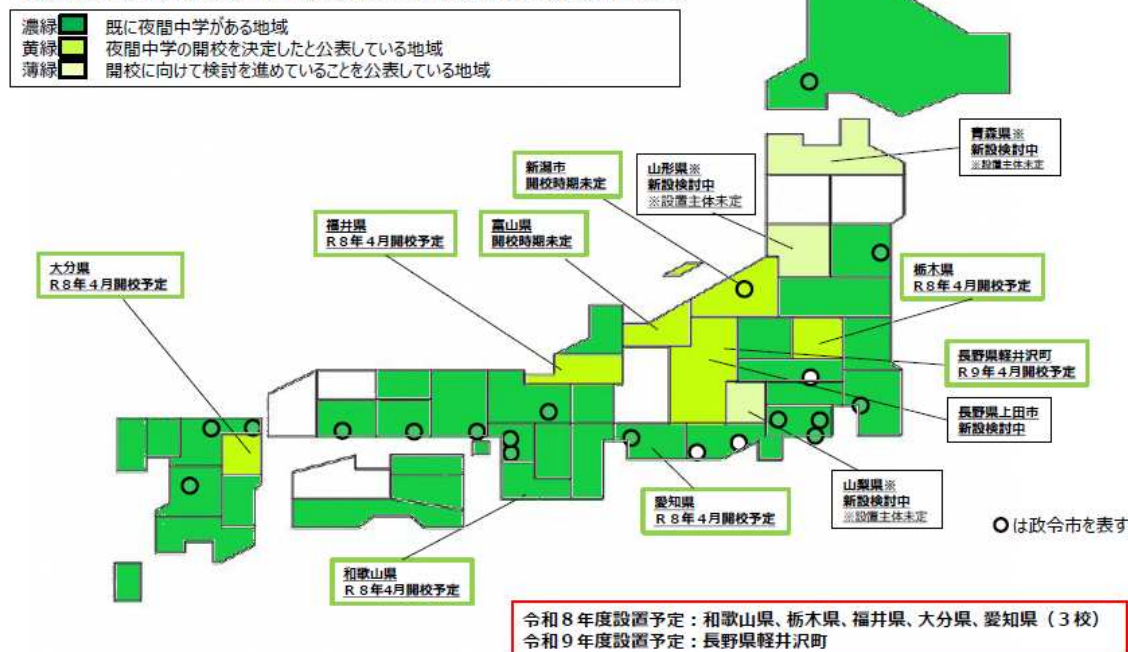 濃緑 既に夜間中学がある地域
黄緑 夜間中学の開校を決定したと公表している地域
薄緑 開校に向けて検討を進めていることを公表している地域
青森県※
新設検討中
※設置主体未定
山形県※
新設検討中
※設置主体未定
新潟市
開校時期未定
富山県
開校時期未定
福井県
R8年4月開校予定
大分県
R8年4月開校予定
栃木県
R8年4月開校予定
長野県軽井沢町
R9年4月開校予定
長野県上田市
新設検討中
山梨県※
新設検討中
※設置主体未定
愛知県
R8年4月開校予定
和歌山県
R8年4月開校予定
○は政令市を表す
令和8年度設置予定:和歌山県、栃木県、福井県、大分県、愛知県(3校)
令和9年度設置予定:長野県軽井沢町